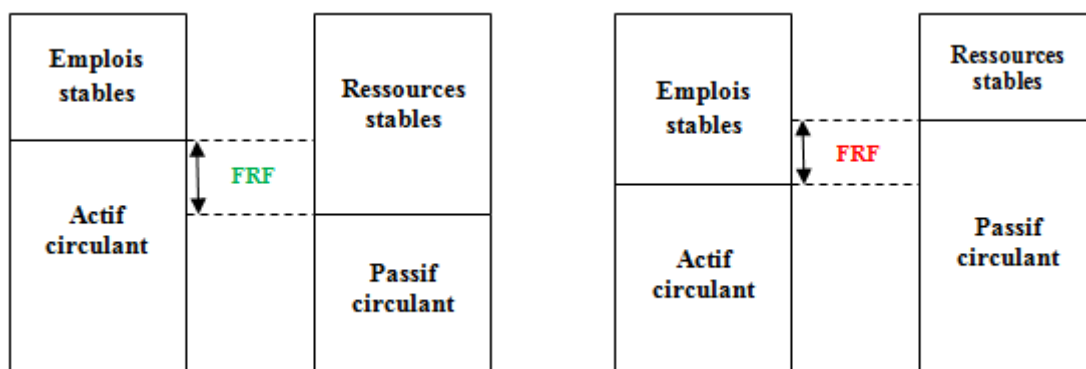 Emplois
stables
Ressources
stables
FRF
Actif
circulant
Passif
circulant
Emplois
stables
Ressources
stables
FRF
Actif
circulant
Passif
circulant